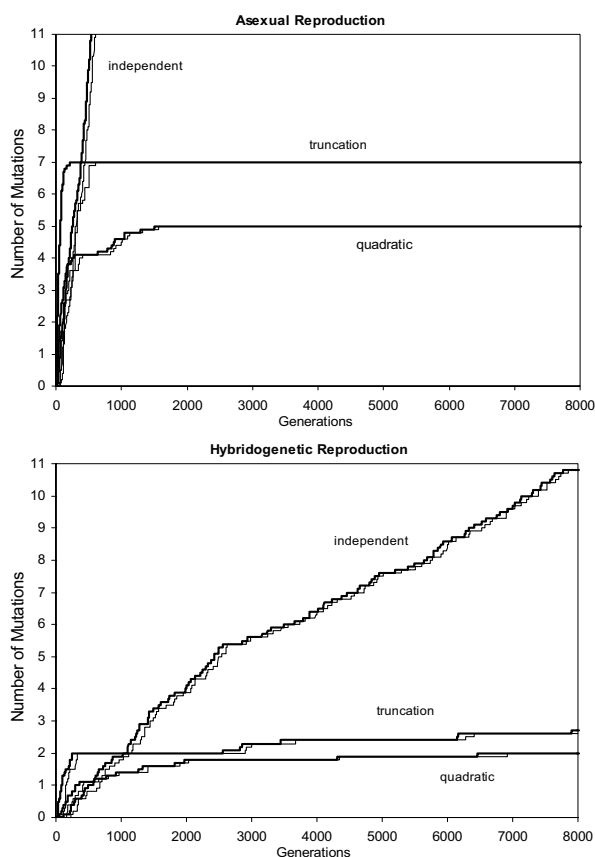 Asexual Reproduction
11
10
9
8
7
6
5
4
3
2
1
0
Number of Mutations
independent
truncation
quadratic
0 1000 2000 3000 4000 5000 6000 7000 8000
Generations
Hybridogenetic Reproduction
11
10
9
8
7
6
5
4
3
2
1
0
Number of Mutations
independent
truncation
quadratic
0 1000 2000 3000 4000 5000 6000 7000 8000
Generations